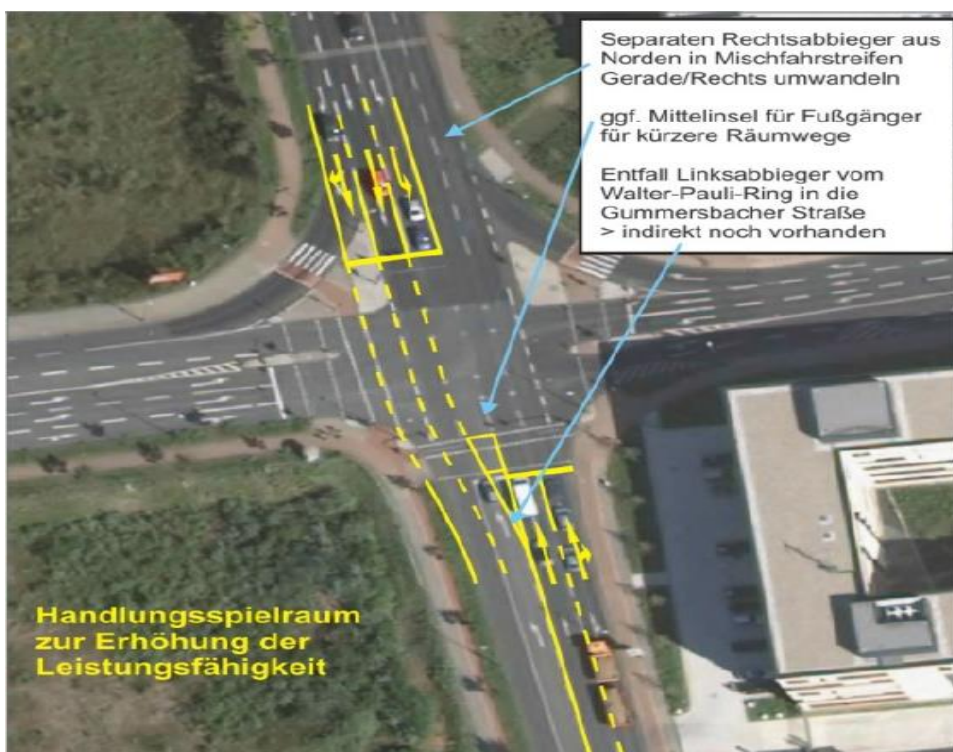 Separaten Rechtsabbieger aus
Norden in Mischfahrstreifen
Gerade/Rechts umwandeln
ggf. Mittelinsel für Fußgänger
für kürzere Räumwege
Entfall Linksabbieger vom
Walter-Pauli-Ring in die
Gummersbacher Straße
> indirekt noch vorhanden
Handlungsspielraum
zur Erhöhung der
Leistungsfähigkeit